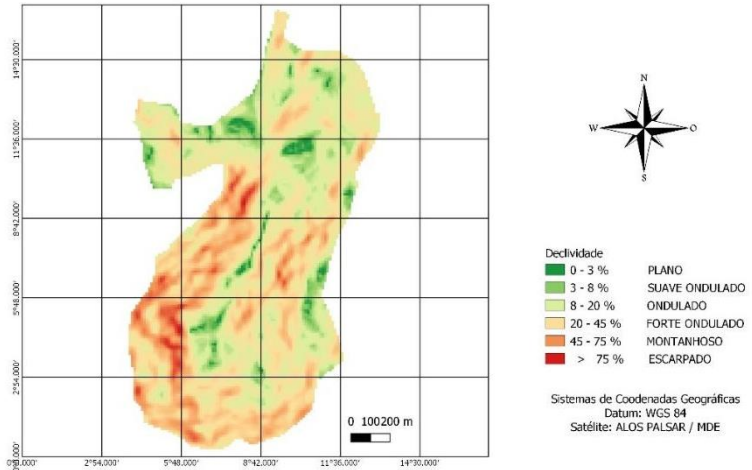 14°30.000'
11°36.000'
8°42.000'
5°48.000'
2°54.000'
0°0.000'
2°54.000'
5°48.000'
8°42.000'
11°36.000'
14°30.000'
0 100200 m
N
W
O
S
Declividade
0 - 3 % PLANO
3 - 8 % SUAVE ONDULADO
8 - 20 % ONDULADO
20 - 45 % FORTE ONDULADO
45 - 75 % MONTANHOSO
> 75 % ESCARPADO
Sistemas de Coodenadas Geográficas
Datum: WGS 84
Satélite: ALOS PALSAR / MDE